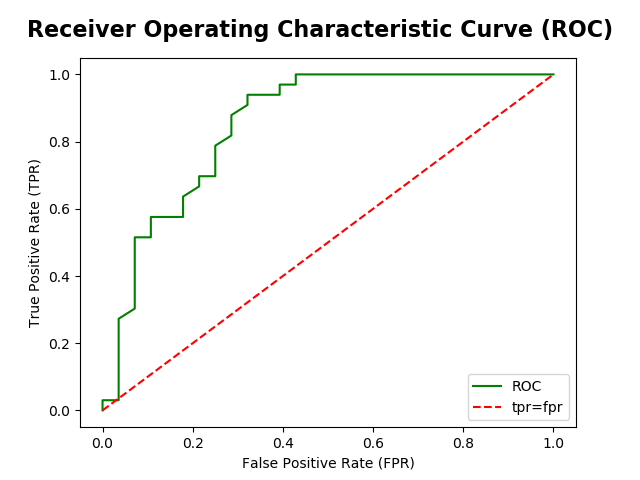 Receiver Operating Characteristic Curve (ROC)
1.0
0.8
0.6
0.4
0.2
0.0
True Positive Rate (TPR)
ROC
tpr=fpr
0.0 0.2 0.4 0.6 0.8 1.0
False Positive Rate (FPR)